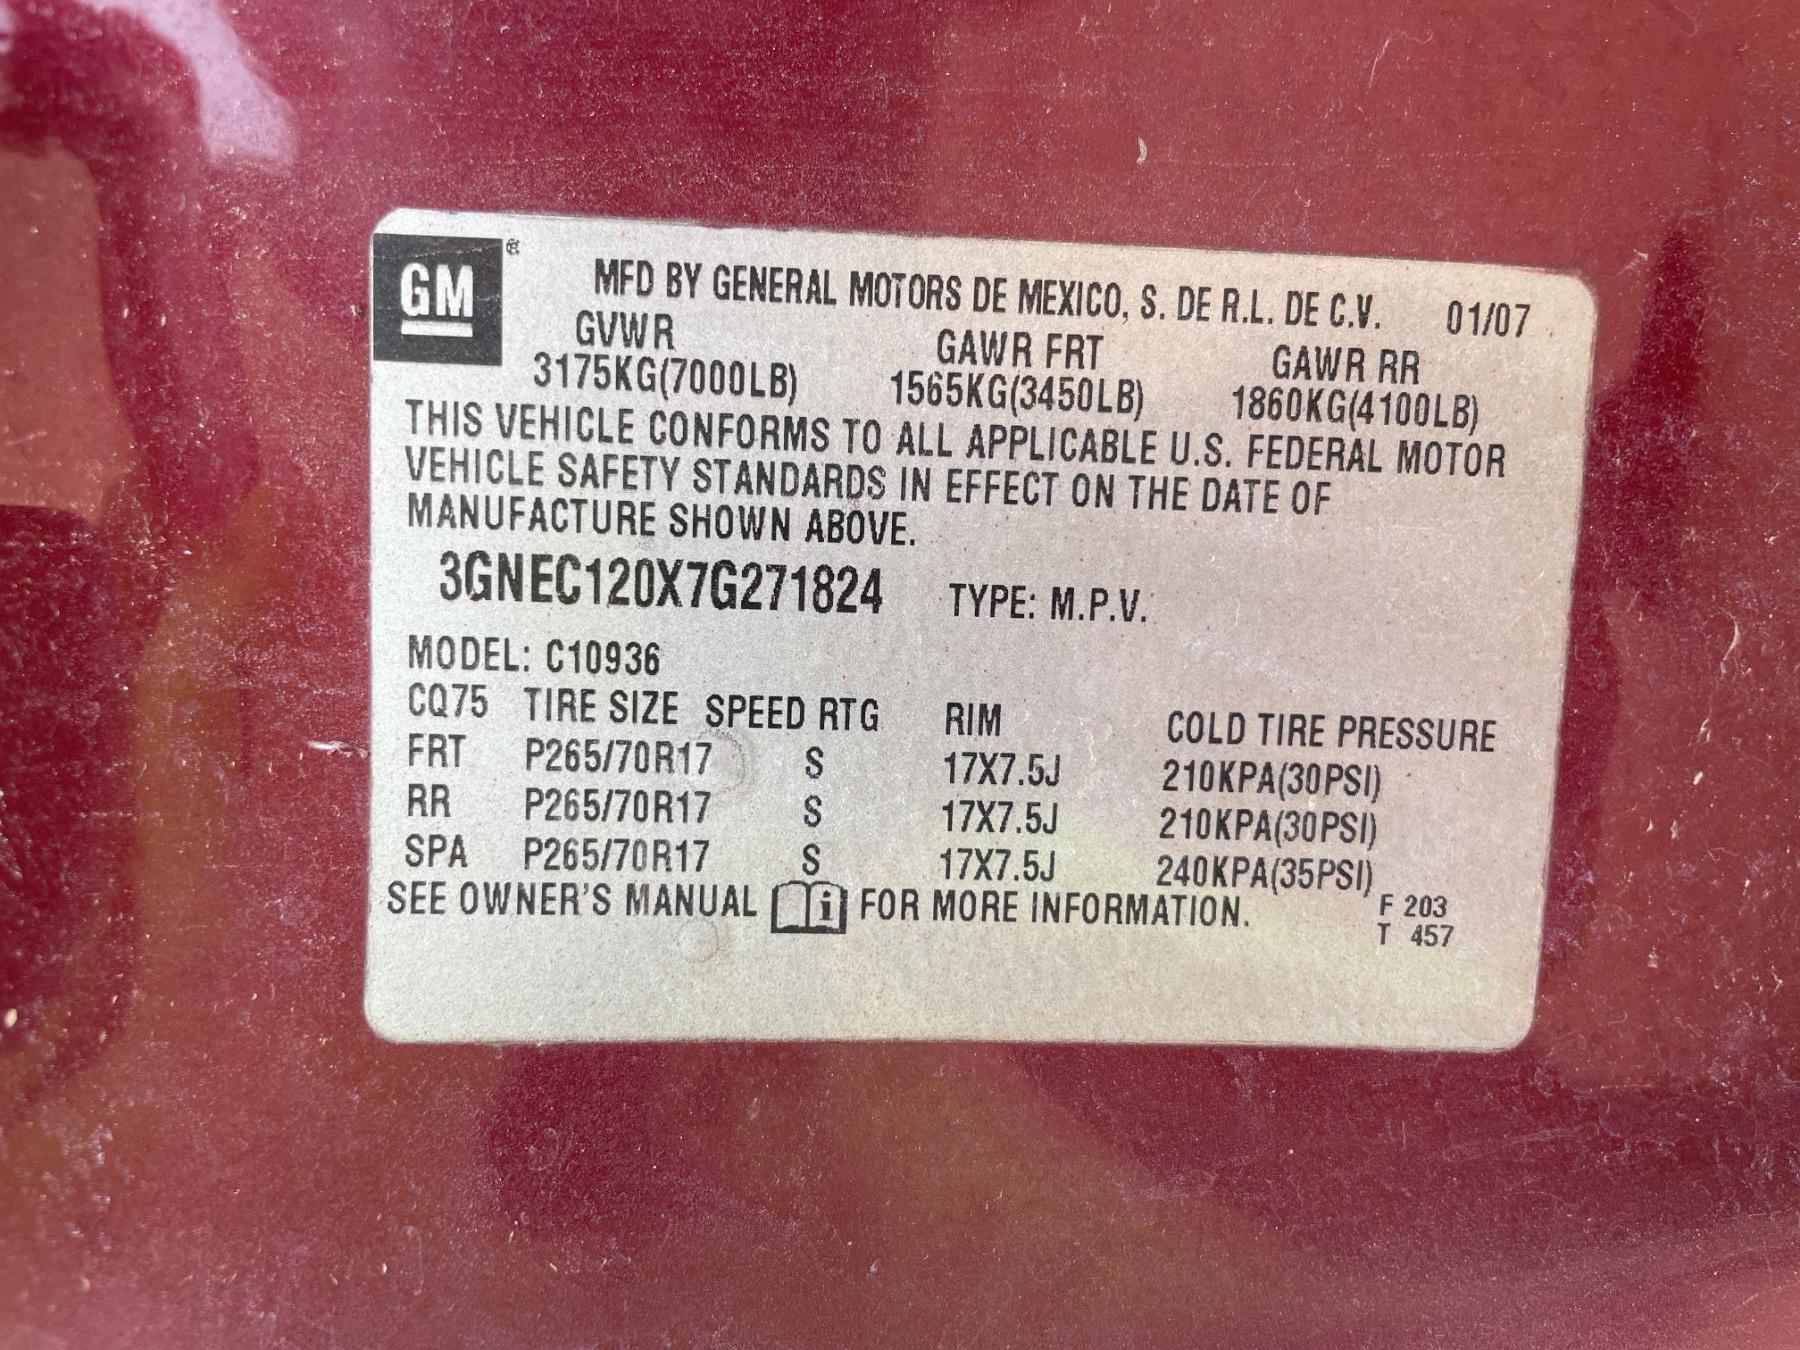 GM®
MFD BY GENERAL MOTORS DE MEXICO, S. DE R.L. DE C.V. 01/07
GVWR GAWR FRT GAWR RR
3175KG(7000LB) 1565KG(3450LB) 1860KG(4100LB)
THIS VEHICLE CONFORMS TO ALL APPLICABLE U.S. FEDERAL MOTOR
VEHICLE SAFETY STANDARDS IN EFFECT ON THE DATE OF
MANUFACTURE SHOWN ABOVE.
3GNEC120X7G271824 TYPE: M.P.V.
MODEL: C10936
CQ75 TIRE SIZE SPEED RTG RIM COLD TIRE PRESSURE
FRT P265/70R17 S 17X7.5J 210KPA(30PSI)
RR P265/70R17 S 17X7.5J 210KPA(30PSI)
SPA P265/70R17 S 17X7.5J 240KPA(35PSI)
SEE OWNER'S MANUAL i FOR MORE INFORMATION. F 203
T 457